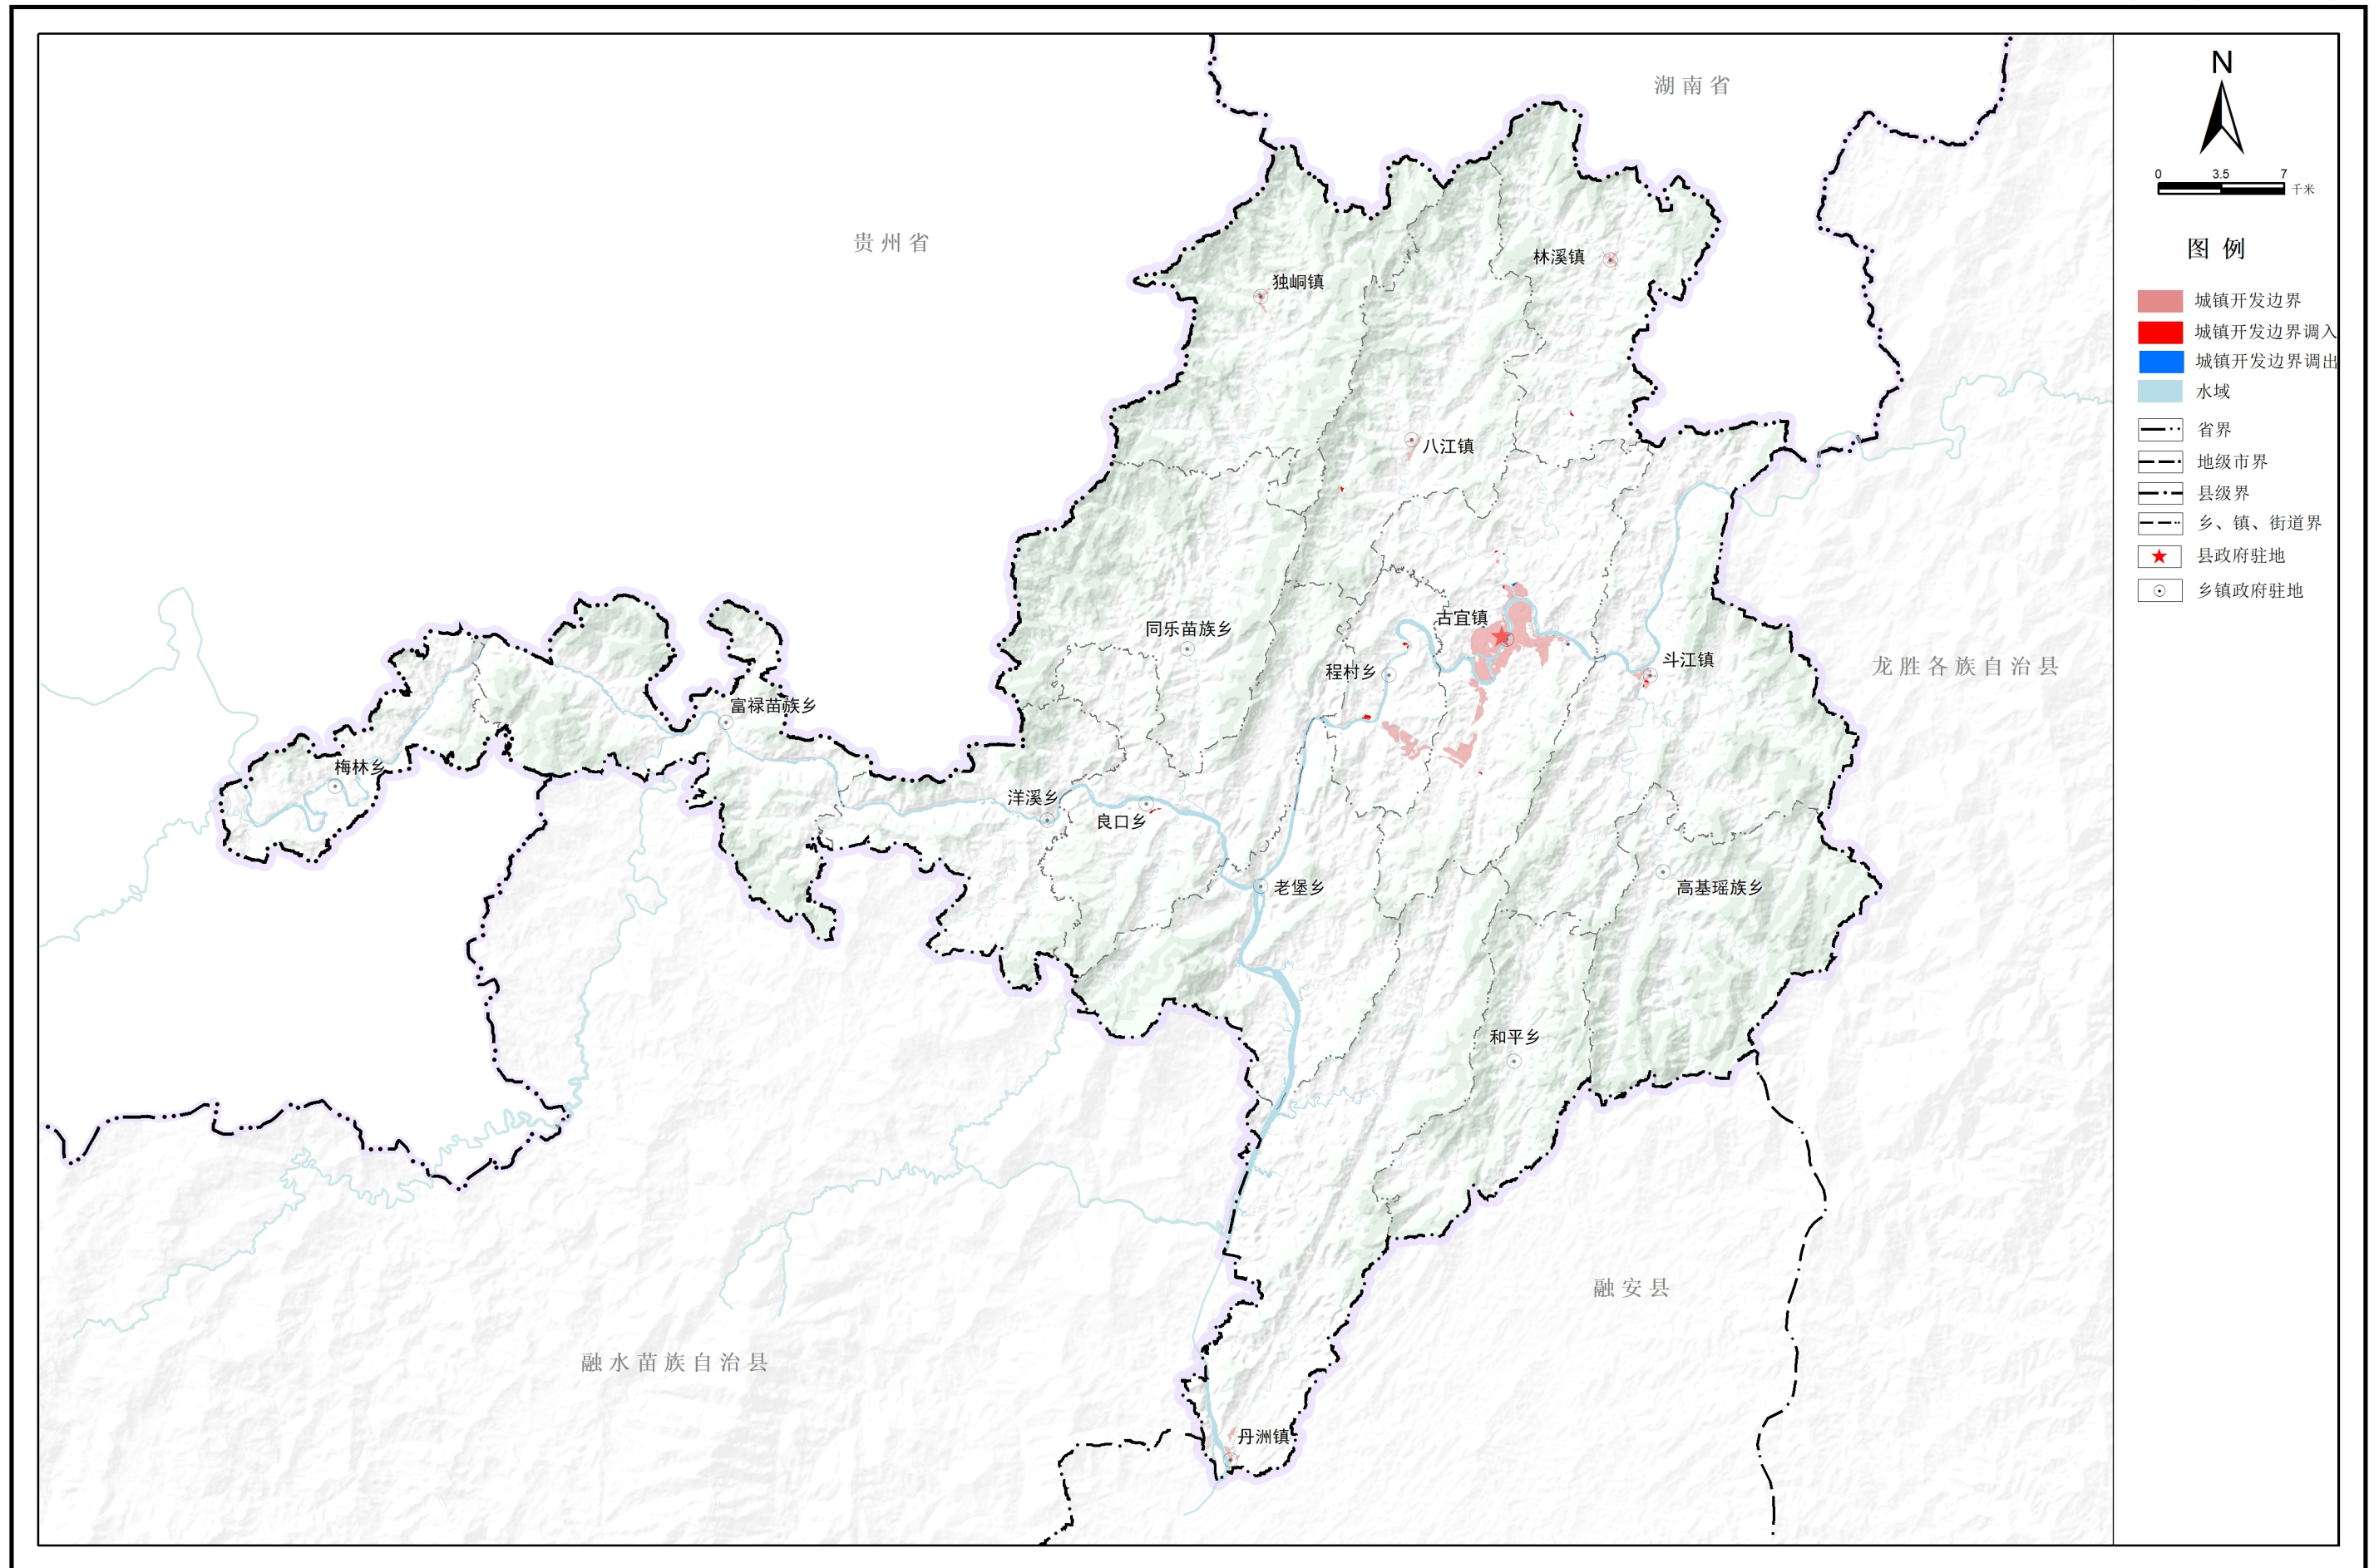 湖南省
贵州省
林溪镇
独峒镇
八江镇
古宜镇
同乐苗族乡
斗江镇
龙胜各族自治县
程村乡
富禄苗族乡
梅林乡
洋溪乡
良口乡
老堡乡
高基瑶族乡
和平乡
融安县
融水苗族自治县
丹洲镇
N
0 3.5 7
千米
图例
城镇开发边界
城镇开发边界调入
城镇开发边界调出
水域
省界
地级市界
县级界
乡、镇、街道界
县政府驻地
乡镇政府驻地